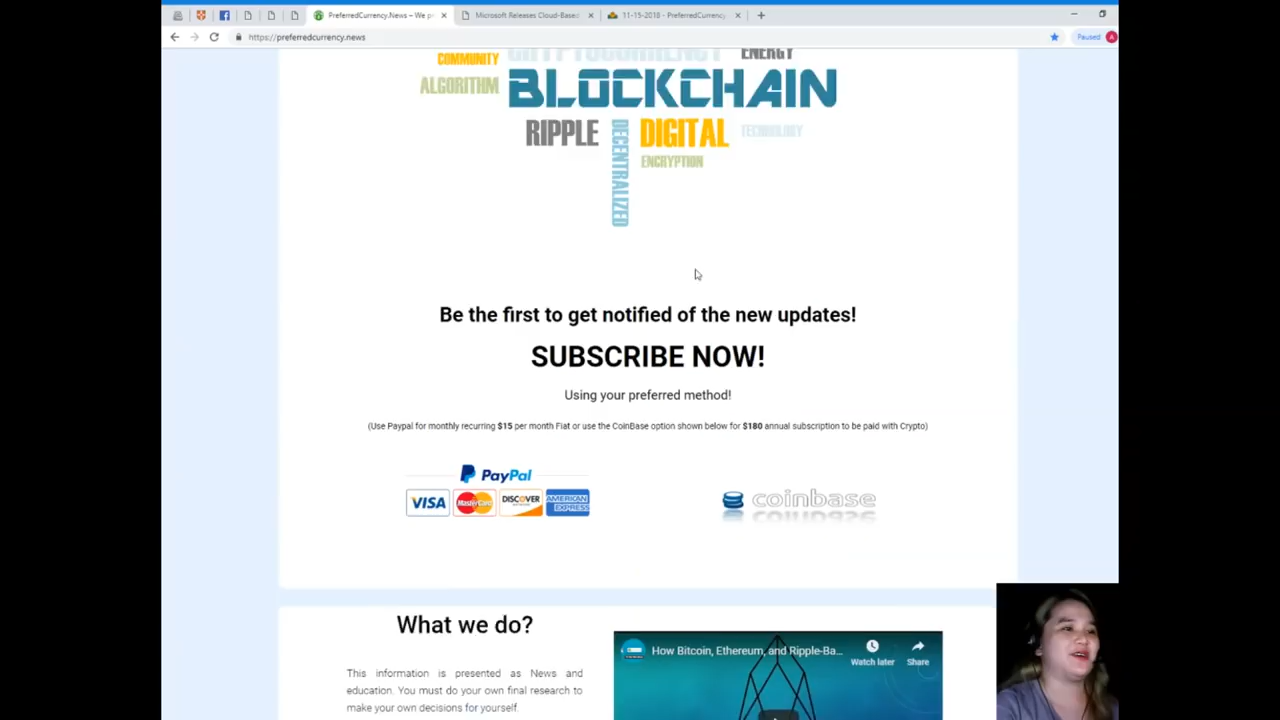 PreferredCurrency.News – We pr
Microsoft Releases Cloud-Based
11-15-2018 - PreferredCurrency
https://preferredcurrency.news
Paused
A
COMMUNITY
CRYPTOCURRENCY
ENERGY
ALGORITHM
BLOCKCHAIN
RIPPLE
DECENTRALIZED
DIGITAL
TECHNOLOGY
ENCRYPTION
Be the first to get notified of the new updates!
SUBSCRIBE NOW!
Using your preferred method!
(Use Paypal for monthly recurring $15 per month Fiat or use the CoinBase option shown below for $180 annual subscription to be paid with Crypto)
PayPal
VISA
MasterCard
DISCOVER
AMERICAN EXPRESS
coinbase
What we do?
This information is presented as News and
education. You must do your own final research to
make your own decisions for yourself.
How Bitcoin, Ethereum, and Ripple-Ba...
Watch later
Share